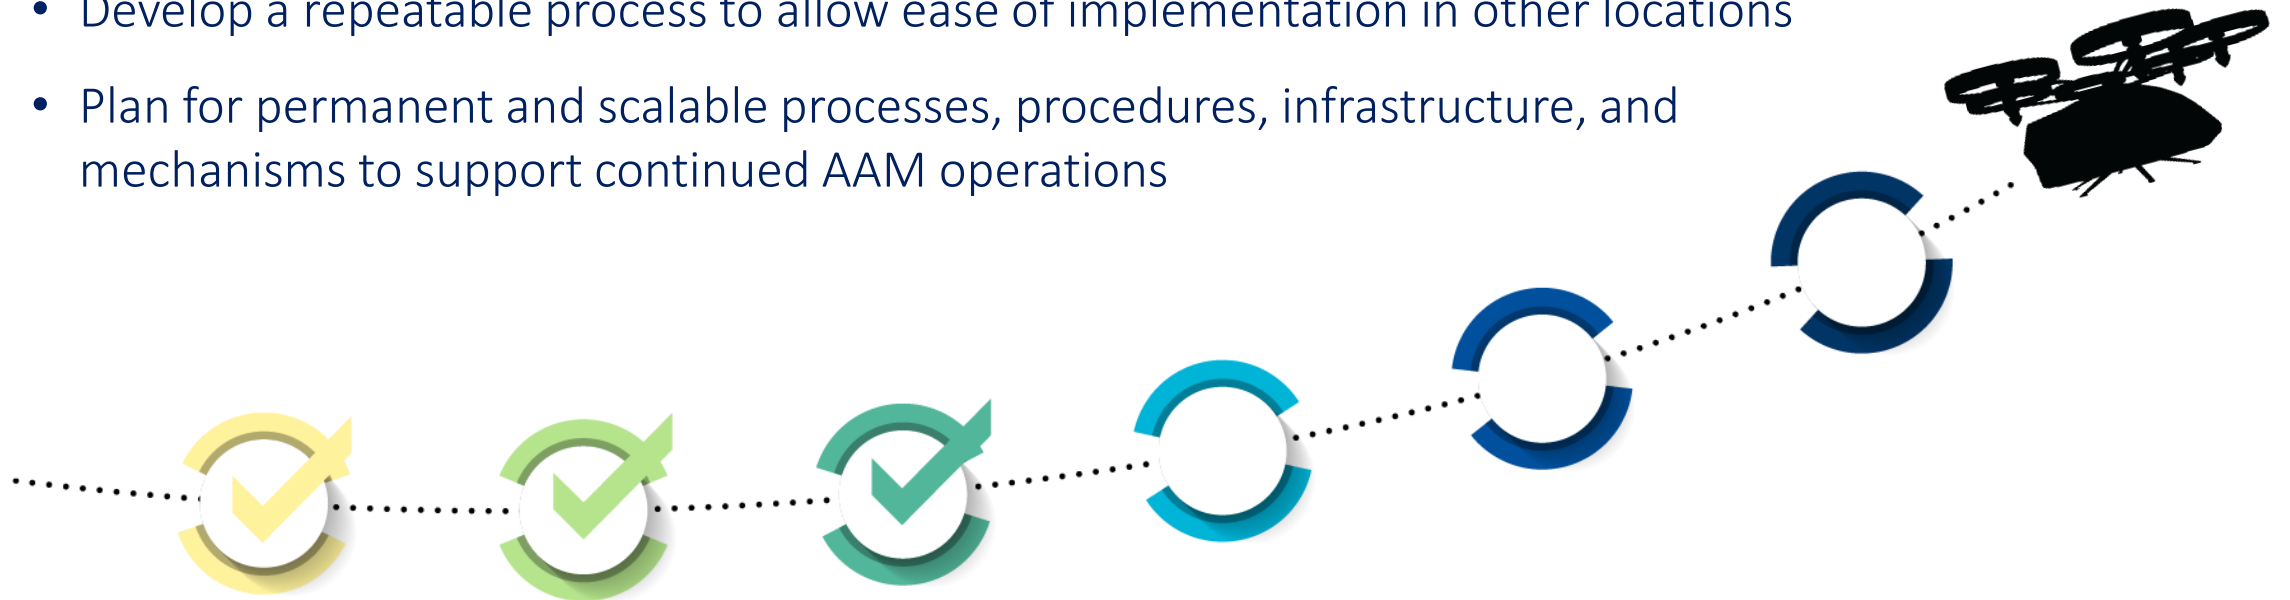 • Develop a repeatable process to allow ease of implementation in other locations
• Plan for permanent and scalable processes, procedures, infrastructure, and
mechanisms to support continued AAM operations